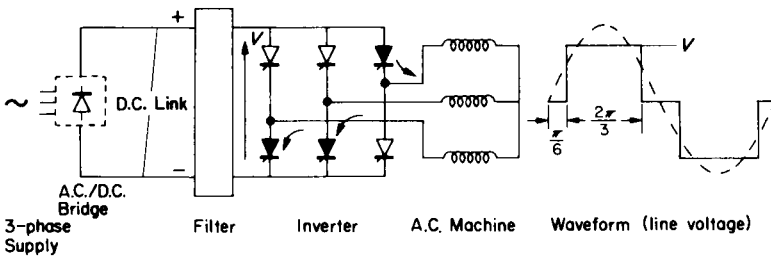 +
V
V
~
D.C. Link
2π
3
π
6
−
A.C./D.C.
Bridge
3-phase
Supply
Filter
Inverter
A.C. Machine
Waveform (line voltage)